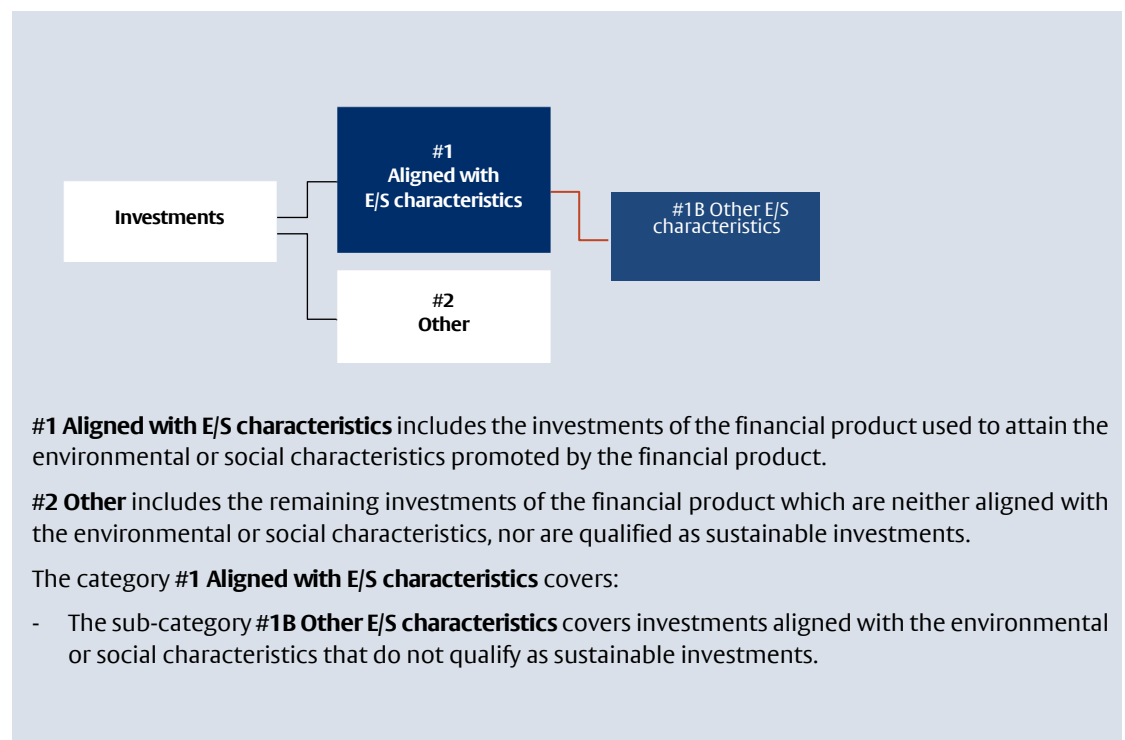 #1
Aligned with
E/S characteristics
Investments
#1B Other E/S
characteristics
#2
Other
#1 Aligned with E/S characteristics includes the investments of the financial product used to attain the
environmental or social characteristics promoted by the financial product.
#2 Other includes the remaining investments of the financial product which are neither aligned with
the environmental or social characteristics, nor are qualified as sustainable investments.
The category #1 Aligned with E/S characteristics covers:
- The sub-category #1B Other E/S characteristics covers investments aligned with the environmental
or social characteristics that do not qualify as sustainable investments.